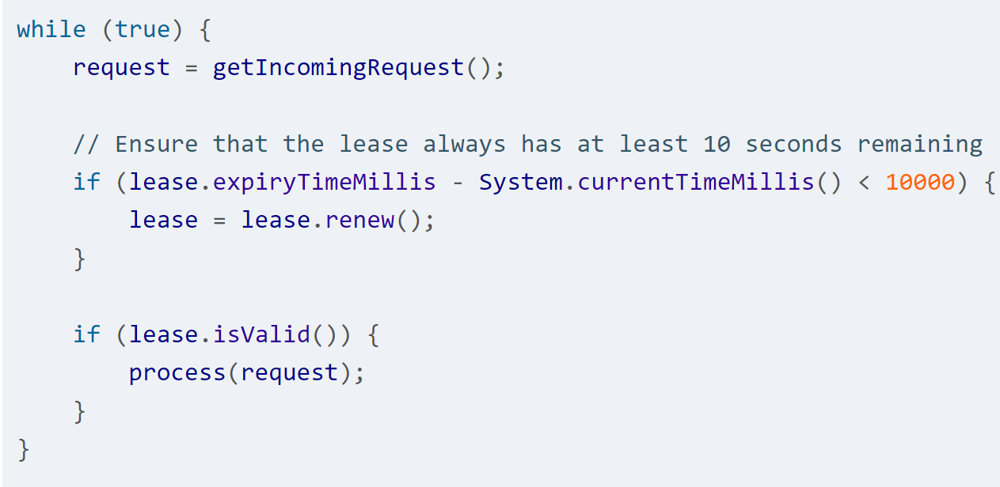 while (true) {
    request = getIncomingRequest();
    // Ensure that the lease always has at least 10 seconds remaining
    if (lease.expiryTimeMillis - System.currentTimeMillis() < 10000) {
        lease = lease.renew();
    }
    if (lease.isValid()) {
        process(request);
    }
}